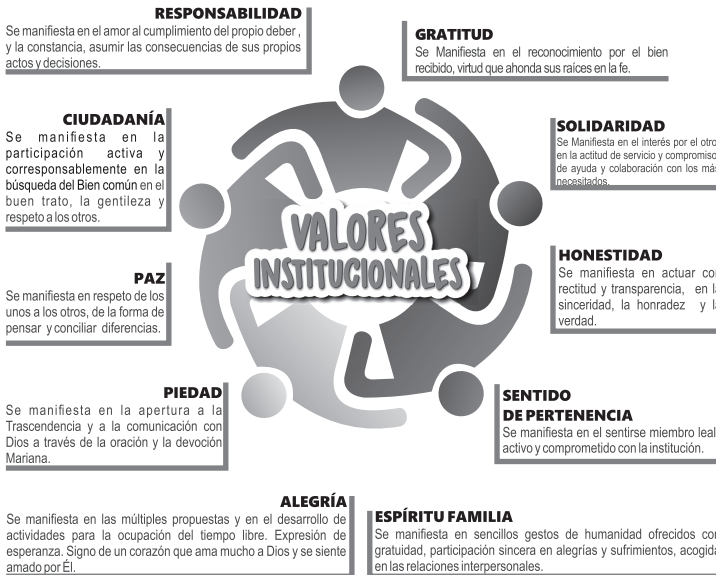 RESPONSABILIDAD
Se manifiesta en el amor al cumplimiento del propio deber ,
y la constancia, asumir las consecuencias de sus propios
actos y decisiones.
GRATITUD
Se Manifiesta en el reconocimiento por el bien
recibido, virtud que ahonda sus raíces en la fe.
CIUDADANÍA
Se manifiesta en la
participación activa y
corresponsablemente en la
búsqueda del Bien común en el
buen trato, la gentileza y
respeto a los otros.
SOLIDARIDAD
Se Manifiesta en el interés por el otro
en la actitud de servicio y compromiso
de ayuda y colaboración con los más
necesitados.
VALORES
INSTITUCIONALES
PAZ
Se manifiesta en respeto de los
unos a los otros, de la forma de
pensar y conciliar diferencias.
HONESTIDAD
Se manifiesta en actuar con
rectitud y transparencia, en la
sinceridad, la honradez y la
verdad.
PIEDAD
Se manifiesta en la apertura a la
Trascendencia y a la comunicación con
Dios a través de la oración y la devoción
Mariana.
SENTIDO
DE PERTENENCIA
Se manifiesta en el sentirse miembro leal,
activo y comprometido con la institución.
ALEGRÍA
Se manifiesta en las múltiples propuestas y en el desarrollo de
actividades para la ocupación del tiempo libre. Expresión de
esperanza. Signo de un corazón que ama mucho a Dios y se siente
amado por Él.
ESPÍRITU FAMILIA
Se manifiesta en sencillos gestos de humanidad ofrecidos con
gratuidad, participación sincera en alegrías y sufrimientos, acogida
en las relaciones interpersonales.